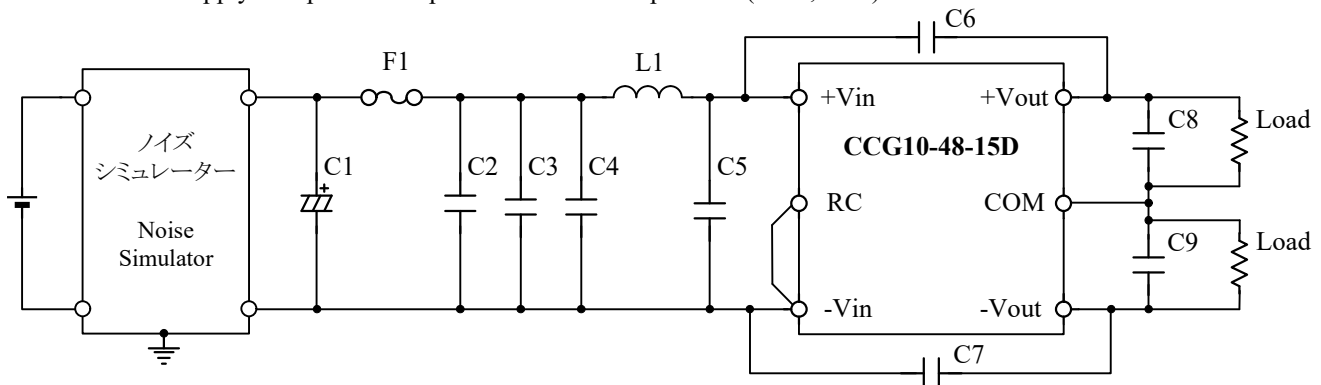 C6
F1
L1
+Vin
+Vout
C8
Load
ノイズ
シミュレーター
CCG10-48-15D
C1
+
C2
C3
C4
C5
RC
COM
Noise
Simulator
C9
Load
-Vin
-Vout
C7